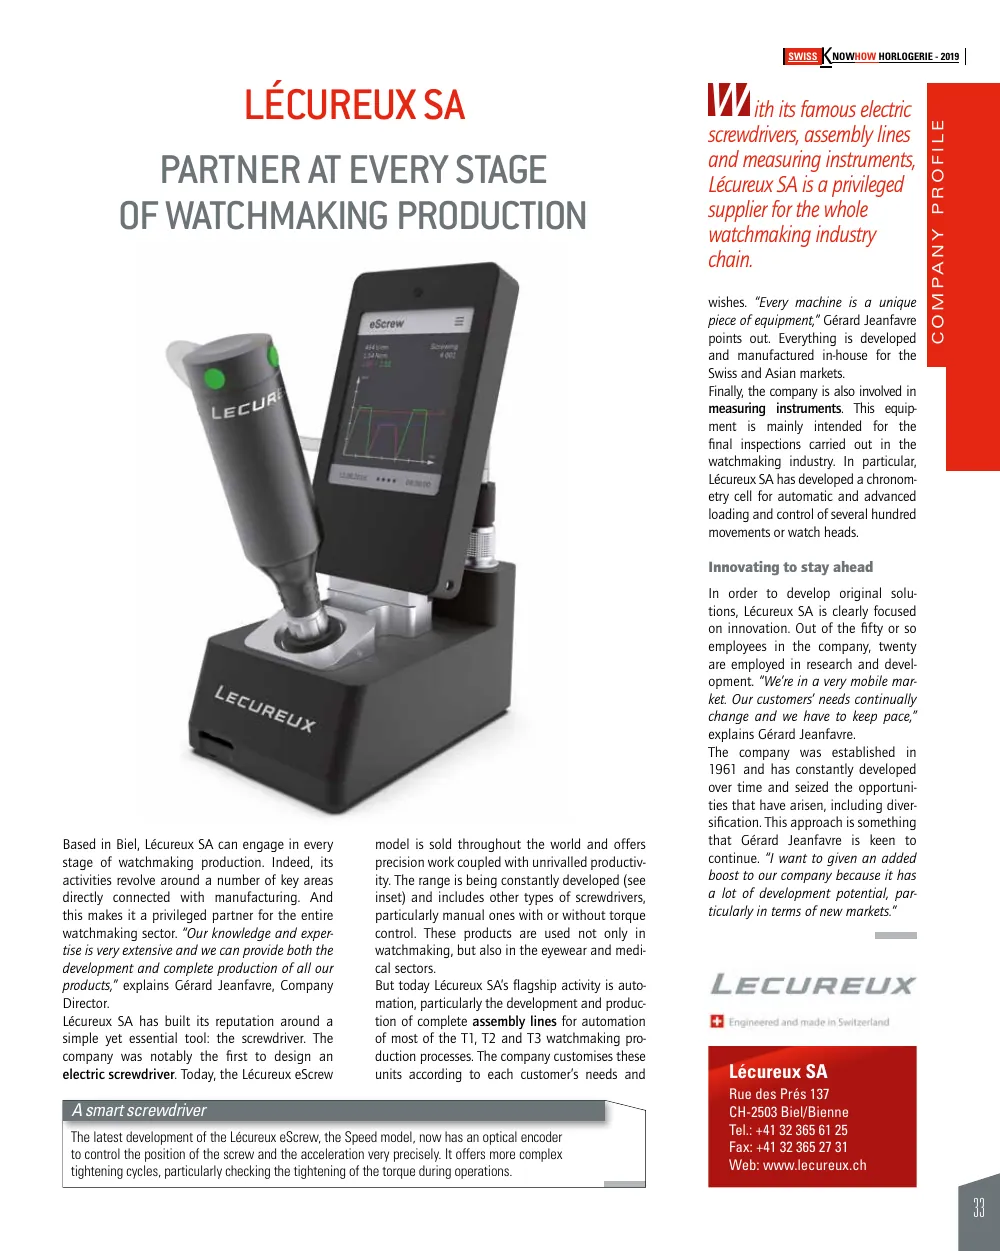 SWISS KNOWHOW HORLOGERIE - 2019
LÉCUREUX SA
PARTNER AT EVERY STAGE
OF WATCHMAKING PRODUCTION
With its famous electric
screwdrivers, assembly lines
and measuring instruments,
Lécureux SA is a privileged
supplier for the whole
watchmaking industry
chain.
COMPANY PROFILE
eScrew
Screwing
LECURE
LECUREUX
Based in Biel, Lécureux SA can engage in every
stage of watchmaking production. Indeed, its
activities revolve around a number of key areas
directly connected with manufacturing. And
this makes it a privileged partner for the entire
watchmaking sector. “Our knowledge and exper-
tise is very extensive and we can provide both the
development and complete production of all our
products,” explains Gérard Jeanfavre, Company
Director.
Lécureux SA has built its reputation around a
simple yet essential tool: the screwdriver. The
company was notably the first to design an
electric screwdriver. Today, the Lécureux eScrew
model is sold throughout the world and offers
precision work coupled with unrivalled productiv-
ity. The range is being constantly developed (see
inset) and includes other types of screwdrivers,
particularly manual ones with or without torque
control. These products are used not only in
watchmaking, but also in the eyewear and medi-
cal sectors.
But today Lécureux SA’s flagship activity is auto-
mation, particularly the development and produc-
tion of complete assembly lines for automation
of most of the T1, T2 and T3 watchmaking pro-
duction processes. The company customises these
units according to each customer’s needs and
wishes. “Every machine is a unique
piece of equipment,” Gérard Jeanfavre
points out. Everything is developed
and manufactured in-house for the
Swiss and Asian markets.
Finally, the company is also involved in
measuring instruments. This equip-
ment is mainly intended for the
final inspections carried out in the
watchmaking industry. In particular,
Lécureux SA has developed a chronom-
etry cell for automatic and advanced
loading and control of several hundred
movements or watch heads.
Innovating to stay ahead
In order to develop original solu-
tions, Lécureux SA is clearly focused
on innovation. Out of the fifty or so
employees in the company, twenty
are employed in research and devel-
opment. “We’re in a very mobile mar-
ket. Our customers’ needs continually
change and we have to keep pace,”
explains Gérard Jeanfavre.
The company was established in
1961 and has constantly developed
over time and seized the opportuni-
ties that have arisen, including diver-
sification. This approach is something
that Gérard Jeanfavre is keen to
continue. “I want to given an added
boost to our company because it has
a lot of development potential, par-
ticularly in terms of new markets.”
A smart screwdriver
The latest development of the Lécureux eScrew, the Speed model, now has an optical encoder
to control the position of the screw and the acceleration very precisely. It offers more complex
tightening cycles, particularly checking the tightening of the torque during operations.
LECUREUX
Engineered and made in Switzerland
Lécureux SA
Rue des Prés 137
CH-2503 Biel/Bienne
Tel.: +41 32 365 61 25
Fax: +41 32 365 27 31
Web: www.lecureux.ch
33